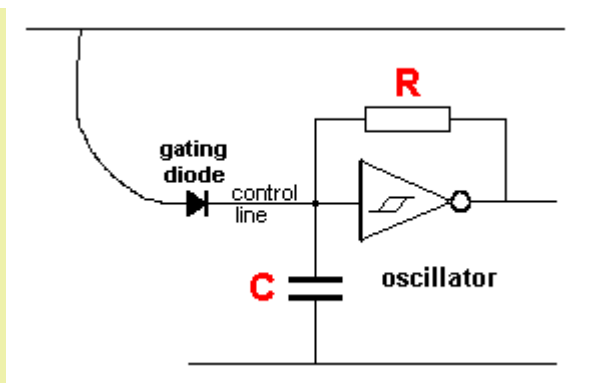 R
gating
diode
control
line
C
oscillator